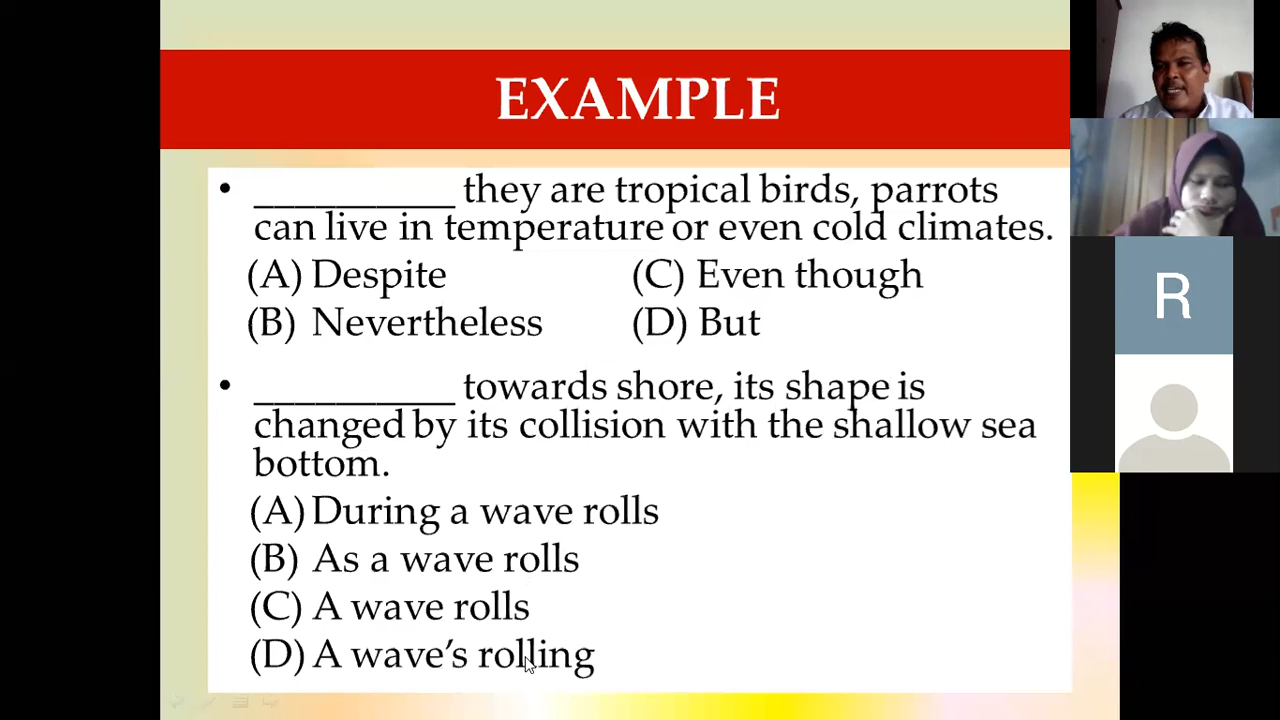 EXAMPLE
• __________ they are tropical birds, parrots
can live in temperature or even cold climates.
(A) Despite (C) Even though
(B) Nevertheless (D) But
• __________ towards shore, its shape is
changed by its collision with the shallow sea
bottom.
(A) During a wave rolls
(B) As a wave rolls
(C) A wave rolls
(D) A wave’s rolling
R